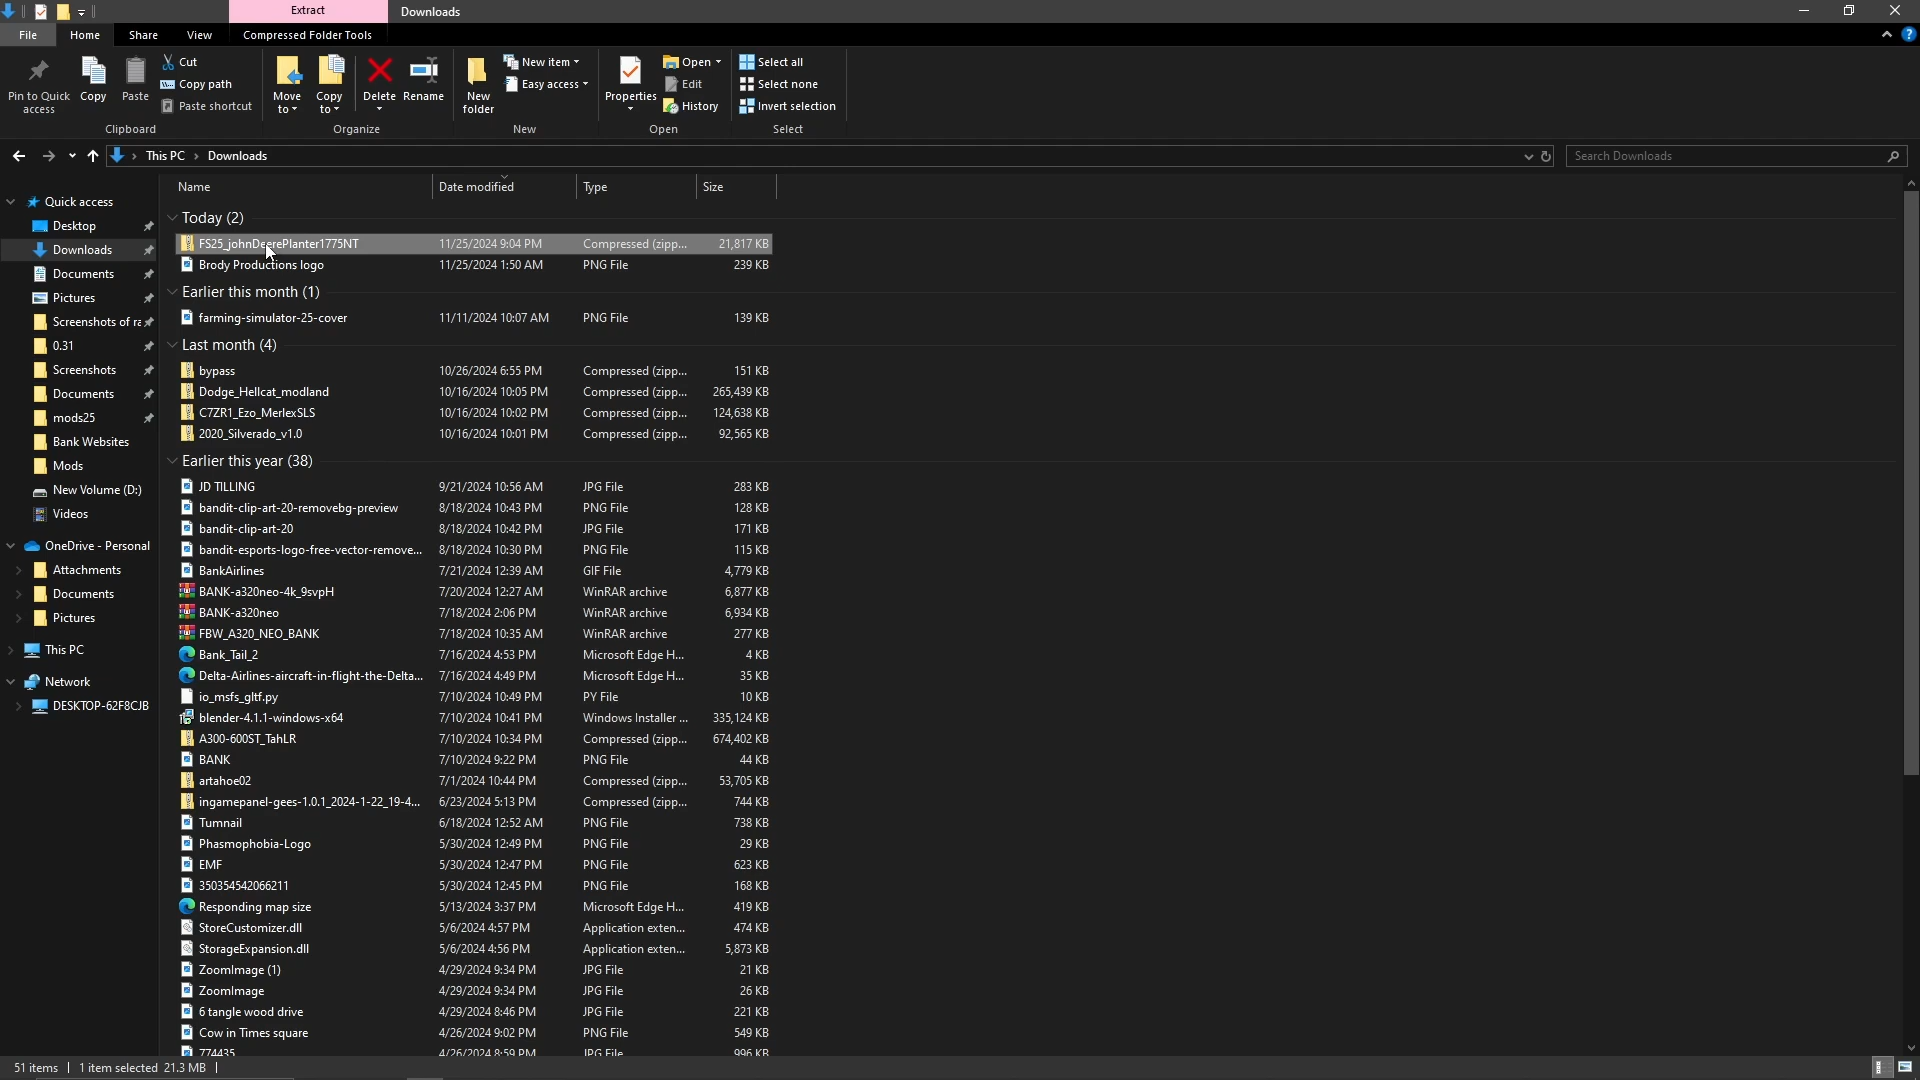 Extract
Downloads
File
Home
Share
View
Compressed Folder Tools
Pin to Quick access
Copy
Paste
Cut
Copy path
Paste shortcut
Clipboard
Move to
Copy to
Delete
Rename
Organize
New folder
New item
Easy access
New
Properties
Open
Edit
History
Open
Select all
Select none
Invert selection
Select
This PC
Downloads
Search Downloads
Name Date modified Type Size
Quick access
Desktop
Downloads
Documents
Pictures
Screenshots of ra
0.31
Screenshots
Documents
mods25
Bank Websites
Mods
New Volume (D:)
Videos
OneDrive - Personal
Attachments
Documents
Pictures
This PC
Network
DESKTOP-62F8CJB
Today (2)
FS25_johnDeerePlanter1775NT 11/25/2024 9:04 PM Compressed (zipp... 21,817 KB
Brody Productions logo 11/25/2024 1:50 AM PNG File 239 KB
Earlier this month (1)
farming-simulator-25-cover 11/11/2024 10:07 AM PNG File 139 KB
Last month (4)
bypass 10/26/2024 6:55 PM Compressed (zipp... 151 KB
Dodge_Hellcat_modland 10/16/2024 10:05 PM Compressed (zipp... 265,439 KB
C7ZR1_Ezo_MerlexSLS 10/16/2024 10:02 PM Compressed (zipp... 124,638 KB
2020_Silverado_v1.0 10/16/2024 10:01 PM Compressed (zipp... 92,565 KB
Earlier this year (38)
JD TILLING 9/21/2024 10:56 AM JPG File 283 KB
bandit-clip-art-20-removebg-preview 8/18/2024 10:43 PM PNG File 128 KB
bandit-clip-art-20 8/18/2024 10:42 PM JPG File 171 KB
bandit-esports-logo-free-vector-remove... 8/18/2024 10:30 PM PNG File 115 KB
BankAirlines 7/21/2024 12:39 AM GIF File 4,779 KB
BANK-a320neo-4k_9svpH 7/20/2024 12:27 AM WinRAR archive 6,877 KB
BANK-a320neo 7/18/2024 2:06 PM WinRAR archive 6,934 KB
FBW_A320_NEO_BANK 7/18/2024 10:35 AM WinRAR archive 277 KB
Bank_Tail_2 7/16/2024 4:53 PM Microsoft Edge H... 4 KB
Delta-Airlines-aircraft-in-flight-the-Delta... 7/16/2024 4:49 PM Microsoft Edge H... 35 KB
io_msfs_gltf.py 7/10/2024 10:49 PM PY File 10 KB
blender-4.1.1-windows-x64 7/10/2024 10:41 PM Windows Installer ... 335,124 KB
A300-600ST_TahLR 7/10/2024 10:34 PM Compressed (zipp... 674,402 KB
BANK 7/10/2024 9:22 PM PNG File 44 KB
artahoe02 7/1/2024 10:44 PM Compressed (zipp... 53,705 KB
ingamepanel-gees-1.0.1_2024-1-22_19-4... 6/23/2024 5:13 PM Compressed (zipp... 744 KB
Tumnail 6/18/2024 12:52 AM PNG File 738 KB
Phasmophobia-Logo 5/30/2024 12:49 PM PNG File 29 KB
EMF 5/30/2024 12:47 PM PNG File 623 KB
350354542066211 5/30/2024 12:45 PM PNG File 168 KB
Responding map size 5/13/2024 3:37 PM Microsoft Edge H... 419 KB
StoreCustomizer.dll 5/6/2024 4:57 PM Application exten... 474 KB
StorageExpansion.dll 5/6/2024 4:56 PM Application exten... 5,873 KB
ZoomImage (1) 4/29/2024 9:34 PM JPG File 21 KB
ZoomImage 4/29/2024 9:34 PM JPG File 26 KB
6 tangle wood drive 4/29/2024 8:46 PM JPG File 221 KB
Cow in Times square 4/26/2024 9:02 PM PNG File 549 KB
774435 4/26/2024 8:59 PM JPG File 996 KB
51 items 1 item selected 21.3 MB